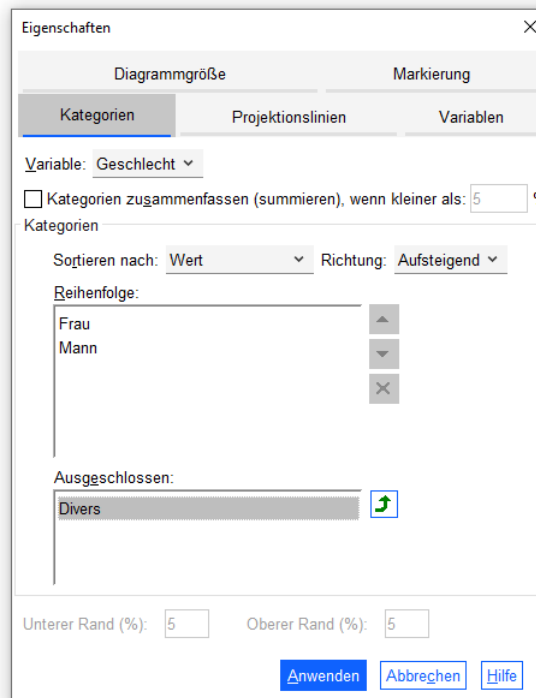 Eigenschaften
Diagrammgröße Markierung
Kategorien Projektionslinien Variablen
Variable: Geschlecht
Kategorien zusammenfassen (summieren), wenn kleiner als: 5
Kategorien
Sortieren nach: Wert Richtung: Aufsteigend
Reihenfolge:
Frau
Mann
Ausgeschlossen:
Divers
Unterer Rand (%): 5 Oberer Rand (%): 5
Anwenden Abbrechen Hilfe